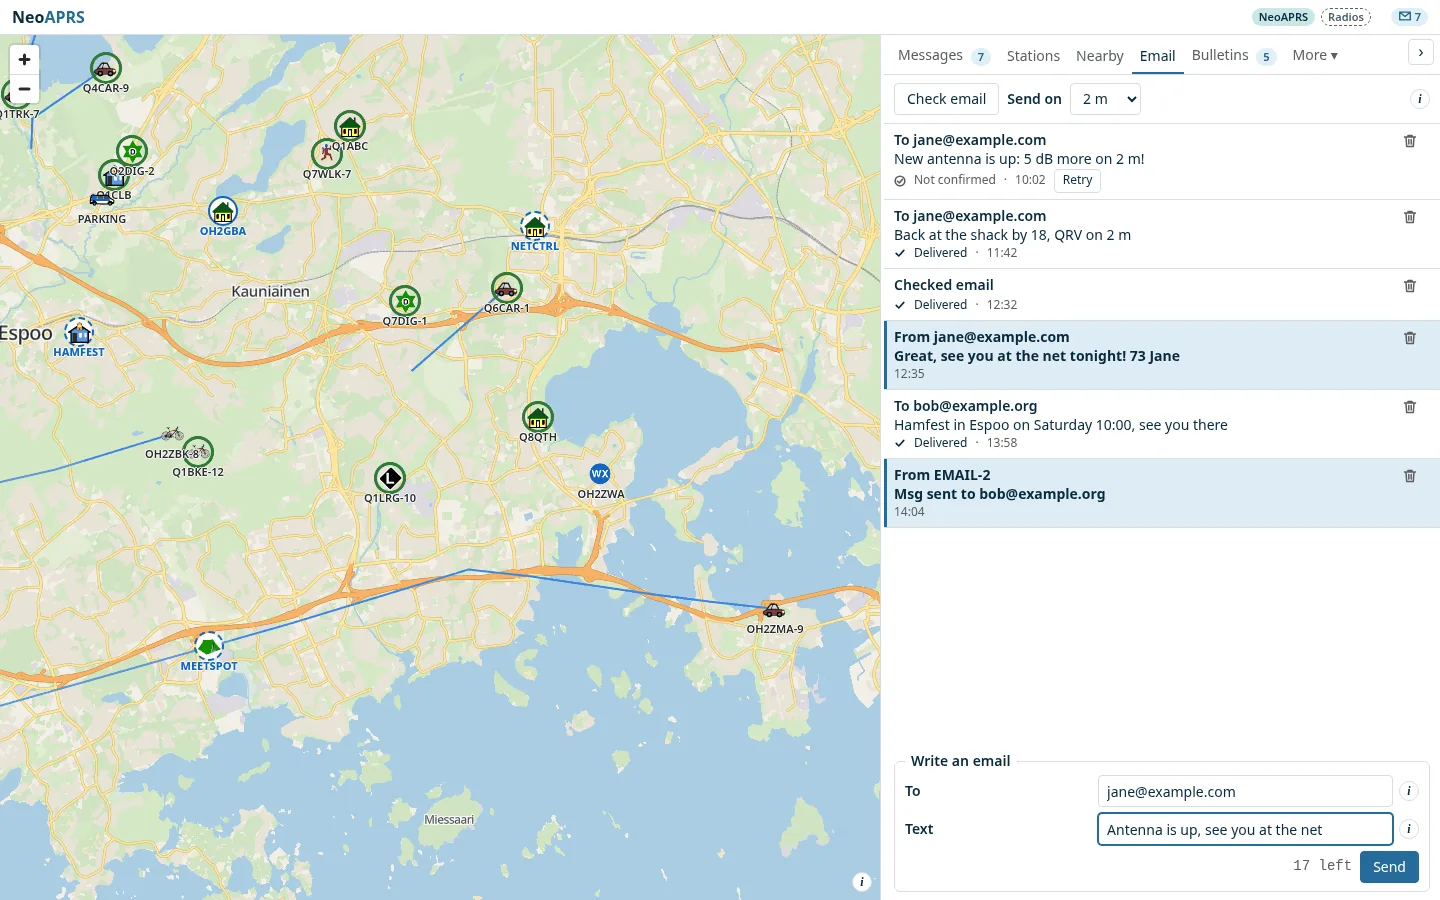 NeoAPRS
NeoAPRS Radios 7
Messages 7 Stations Nearby Email Bulletins 5 More ▾ ›
Check email Send on 2 m i
To jane@example.com
New antenna is up: 5 dB more on 2 m!
Not confirmed · 10:02 Retry
To jane@example.com
Back at the shack by 18, QRV on 2 m
Delivered · 11:42
Checked email
Delivered · 12:32
From jane@example.com
Great, see you at the net tonight! 73 Jane
12:35
To bob@example.org
Hamfest in Espoo on Saturday 10:00, see you there
Delivered · 13:58
From EMAIL-2
Msg sent to bob@example.org
14:04
Write an email
To jane@example.com i
Text Antenna is up, see you at the net i
17 left Send
+
−
Q4CAR-9
Q1TRK-7
Q1ABC
D
Q2DIG-2
Q7WLK-7
Q1CLB
PARKING
OH2GBA
NETCTRL
Kauniainen
D
Q7DIG-1
Q6CAR-1
Espoo
HAMFEST
Q8QTH
OH2ZBK-8
Q1BKE-12
L
Q1LRG-10
WX
OH2ZWA
OH2ZMA-9
MEETSPOT
Miessaari
i